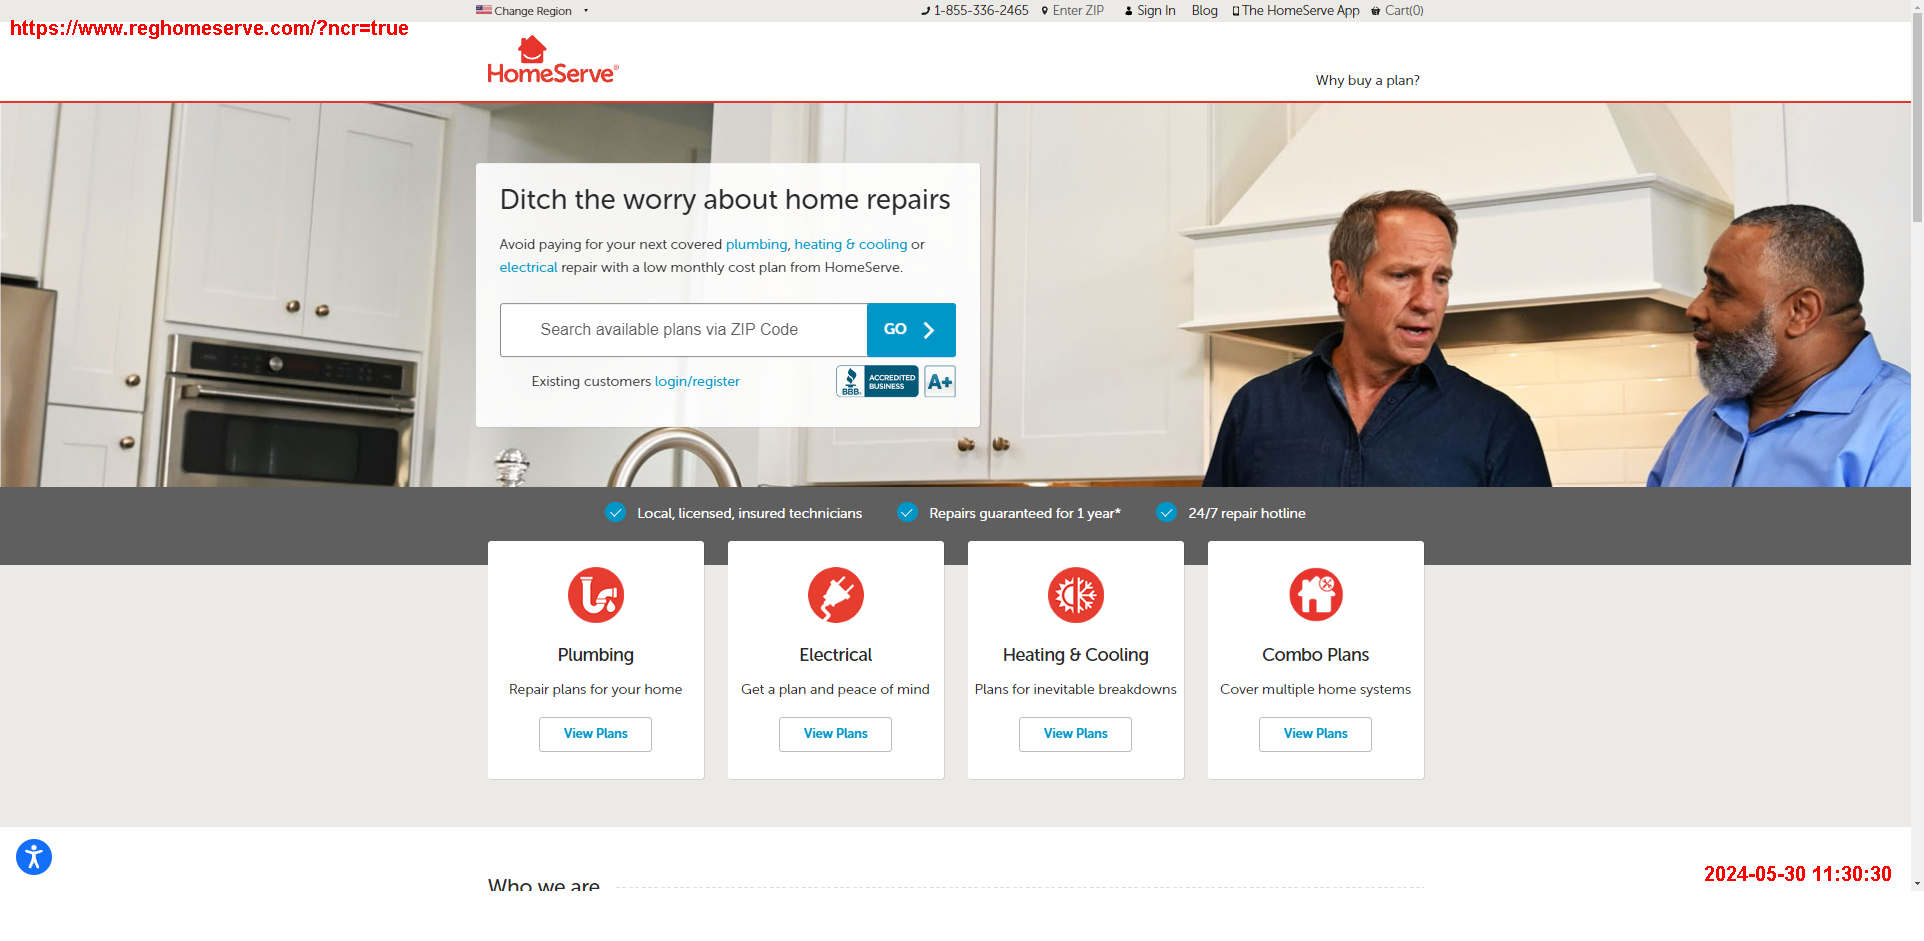 Change Region
1-855-336-2465 Enter ZIP Sign In Blog The HomeServe App Cart(0)
https://www.reghomeserve.com/?ncr=true
HomeServe®
Why buy a plan?
Ditch the worry about home repairs
Avoid paying for your next covered plumbing, heating & cooling or
electrical repair with a low monthly cost plan from HomeServe.
Search available plans via ZIP Code GO
Existing customers login/register
BBB. ACCREDITED BUSINESS A+
Local, licensed, insured technicians Repairs guaranteed for 1 year* 24/7 repair hotline
Plumbing Electrical Heating & Cooling Combo Plans
Repair plans for your home Get a plan and peace of mind Plans for inevitable breakdowns Cover multiple home systems
View Plans View Plans View Plans View Plans
Who we are
2024-05-30 11:30:30